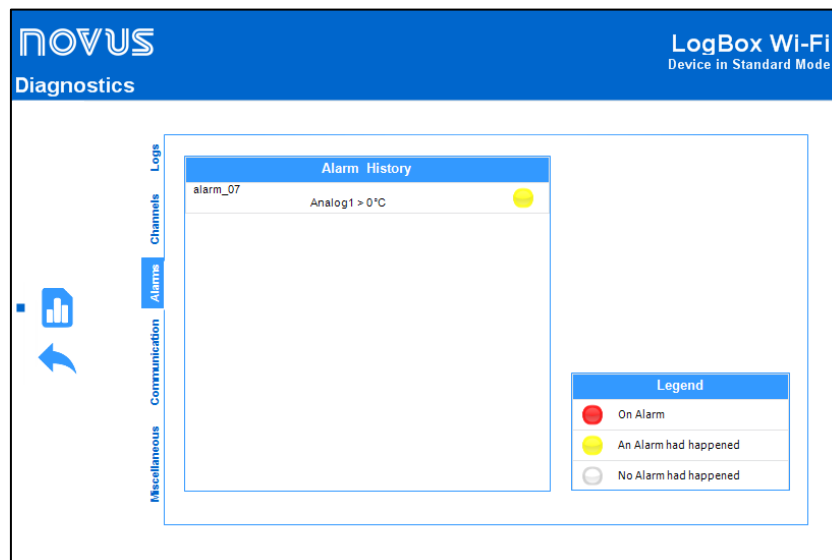 novus
LogBox Wi-Fi
Device in Standard Mode
Diagnostics
Logs
Channels
Alarms
Communication
Miscellaneous
Alarm History
alarm_07
Analog1 > 0°C
Legend
On Alarm
An Alarm had happened
No Alarm had happened